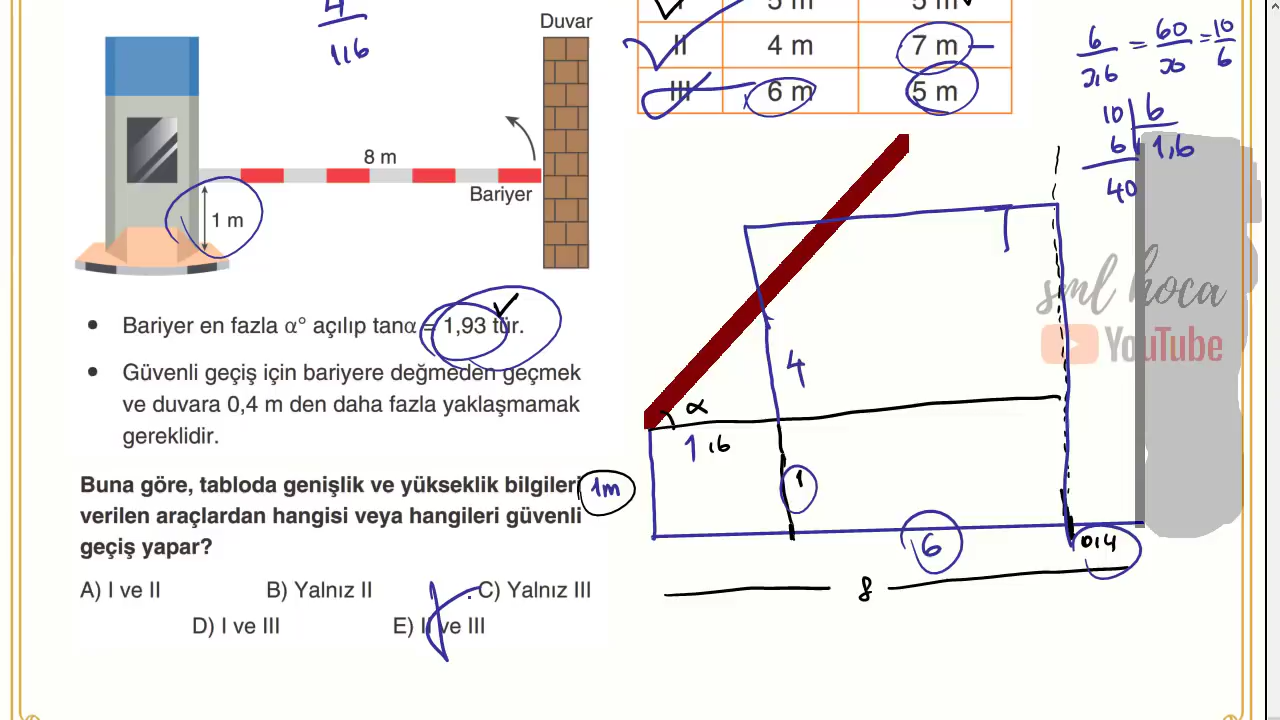 4
1,6
5 m 5 m
II 4 m 7 m
III 6 m 5 m
6/x,6 = 60/x = 10/6
10 | 6
6 1,6
40
Duvar
8 m
Bariyer
1 m
• Bariyer en fazla α° açılıp tanα = 1,93 tür.
• Güvenli geçiş için bariyere değmeden geçmek
ve duvara 0,4 m den daha fazla yaklaşmamak
gereklidir.
Buna göre, tabloda genişlik ve yükseklik bilgileri
verilen araçlardan hangisi veya hangileri güvenli
geçiş yapar?
A) I ve II B) Yalnız II C) Yalnız III
D) I ve III E) II ve III
α
4
1,6
1m
1
6
0,4
8
sml hoca
YouTube